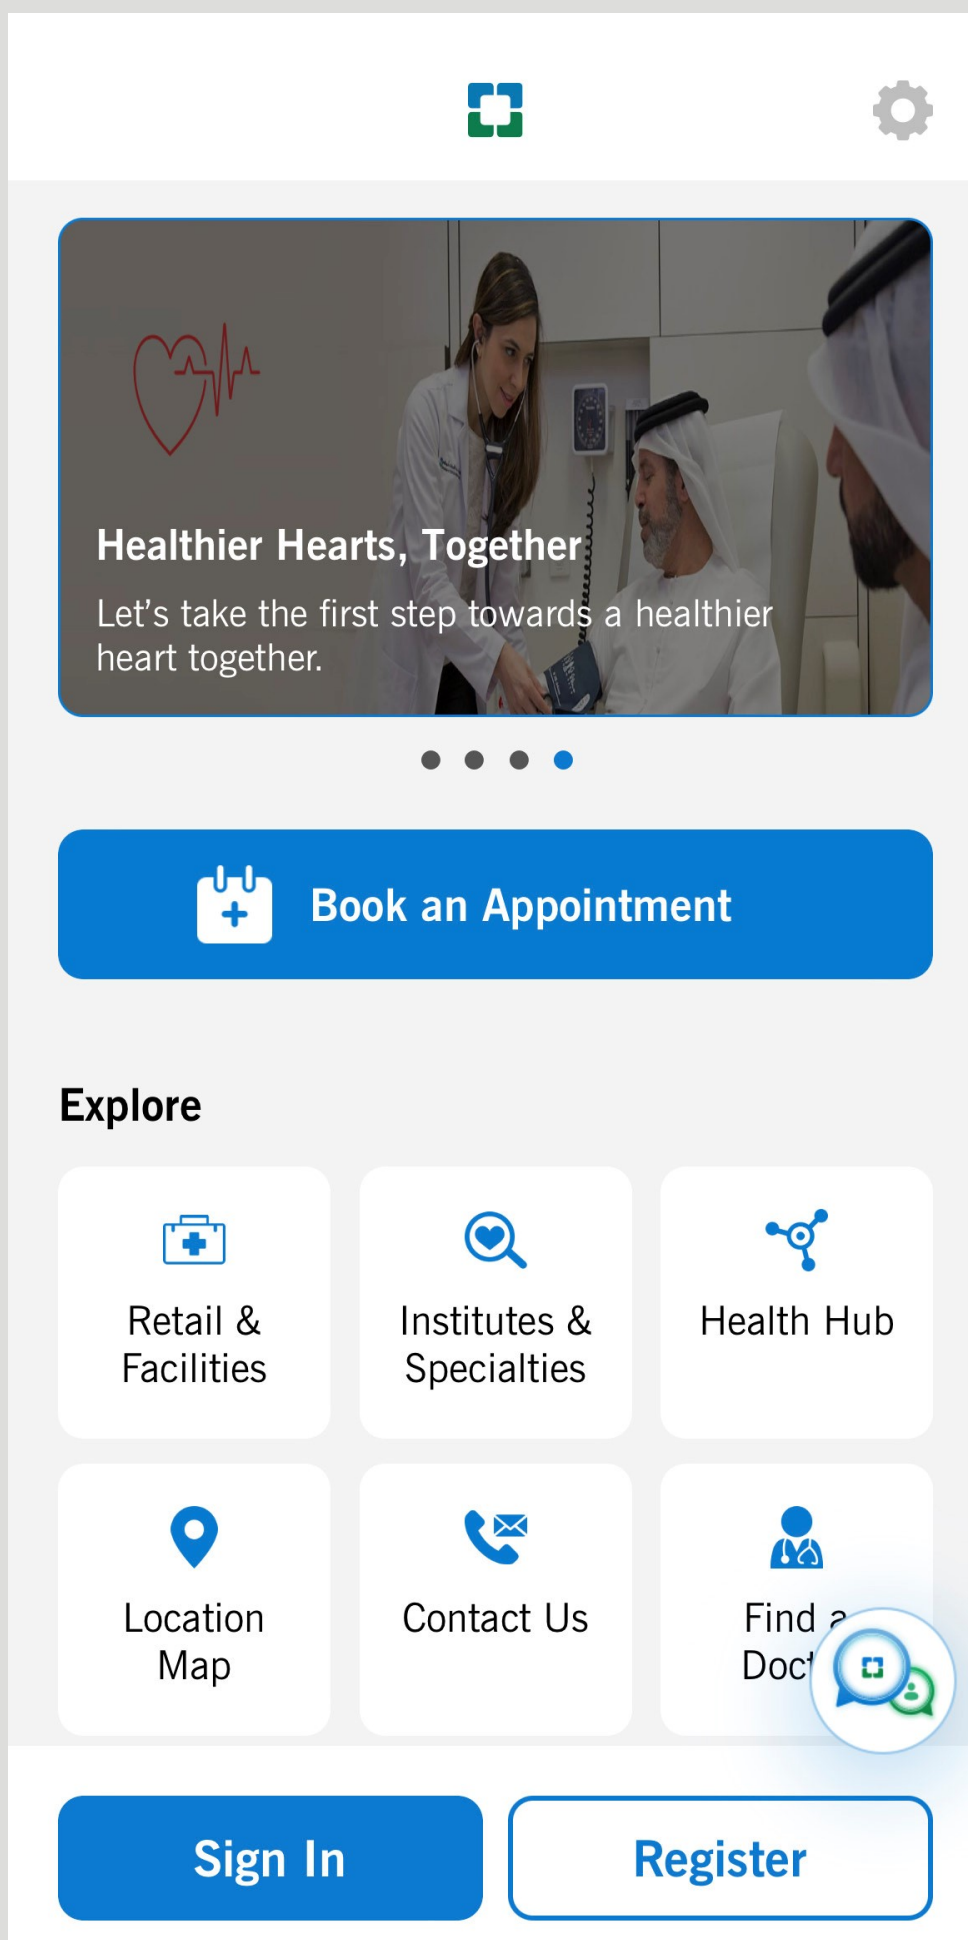 Healthier Hearts, Together
Let's take the first step towards a healthier
heart together.
Book an Appointment
Explore
Retail &
Facilities
Institutes &
Specialties
Health Hub
Location
Map
Contact Us
Find a
Sign In
Register